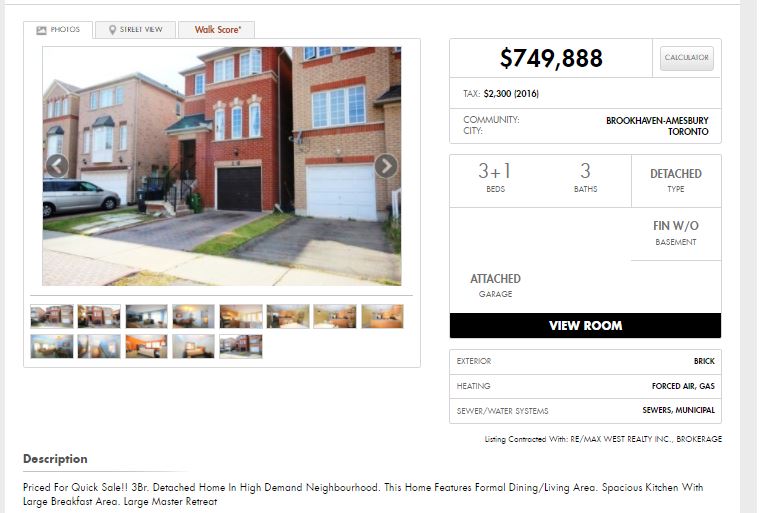 PHOTOS STREET VIEW Walk Score®
$749,888 CALCULATOR
TAX: $2,300 (2016)
COMMUNITY: BROOKHAVEN-AMESBURY
CITY: TORONTO
3+1 3 DETACHED
BEDS BATHS TYPE
FIN W/O
BASEMENT
ATTACHED
GARAGE
VIEW ROOM
EXTERIOR BRICK
HEATING FORCED AIR, GAS
SEWER/WATER SYSTEMS SEWERS, MUNICIPAL
Listing Contracted With: RE/MAX WEST REALTY INC., BROKERAGE
Description
Priced For Quick Sale!! 3Br. Detached Home In High Demand Neighbourhood. This Home Features Formal Dining/Living Area. Spacious Kitchen With
Large Breakfast Area. Large Master Retreat